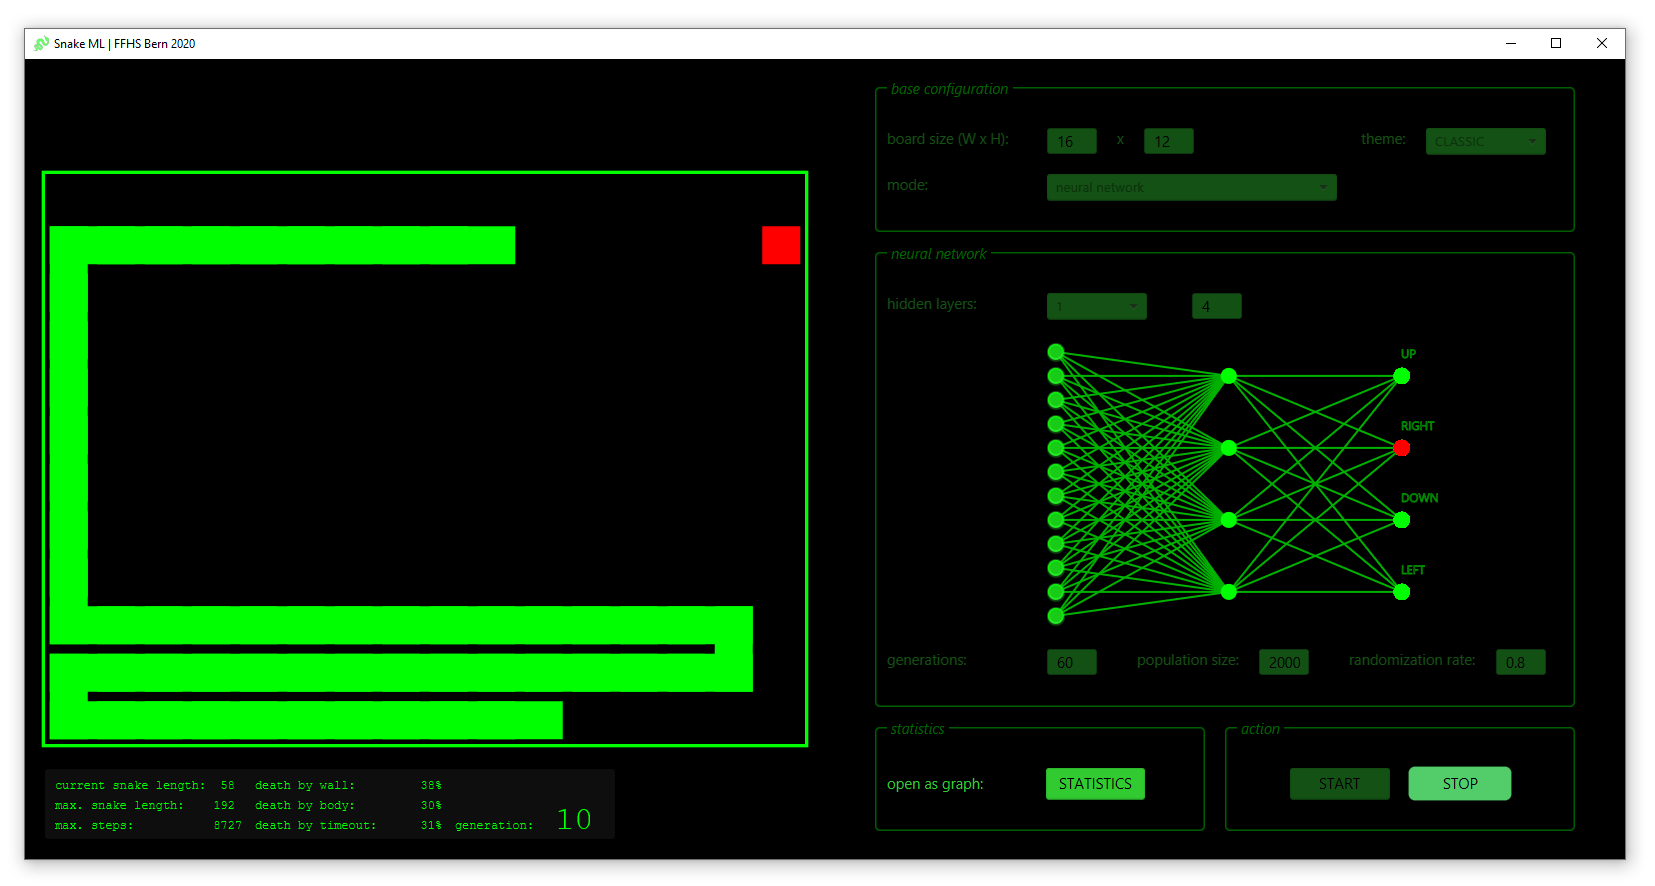 Snake ML | FFHS Bern 2020
base configuration
board size (W x H): 16 x 12 theme: CLASSIC
mode: neural network
neural network
hidden layers: 1 4
UP
RIGHT
DOWN
LEFT
generations: 60 population size: 2000 randomization rate: 0.8
statistics
open as graph: STATISTICS
action
START STOP
current snake length: 58 death by wall: 38%
max. snake length: 192 death by body: 30%
max. steps: 8727 death by timeout: 31% generation: 10